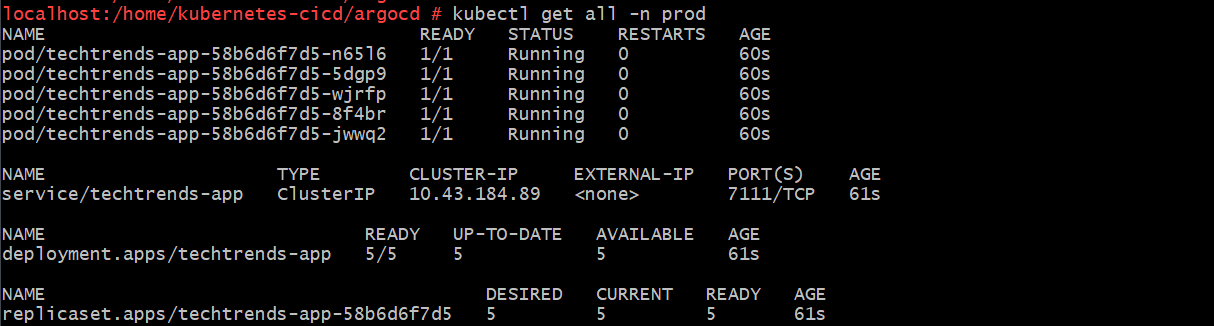 localhost:/home/kubernetes-cicd/argocd # kubectl get all -n prod
NAME READY STATUS RESTARTS AGE
pod/techtrends-app-58b6d6f7d5-n65l6 1/1 Running 0 60s
pod/techtrends-app-58b6d6f7d5-5dgp9 1/1 Running 0 60s
pod/techtrends-app-58b6d6f7d5-wjrfp 1/1 Running 0 60s
pod/techtrends-app-58b6d6f7d5-8f4br 1/1 Running 0 60s
pod/techtrends-app-58b6d6f7d5-jwwq2 1/1 Running 0 60s
NAME TYPE CLUSTER-IP EXTERNAL-IP PORT(S) AGE
service/techtrends-app ClusterIP 10.43.184.89 <none> 7111/TCP 61s
NAME READY UP-TO-DATE AVAILABLE AGE
deployment.apps/techtrends-app 5/5 5 5 61s
NAME DESIRED CURRENT READY AGE
replicaset.apps/techtrends-app-58b6d6f7d5 5 5 5 61s